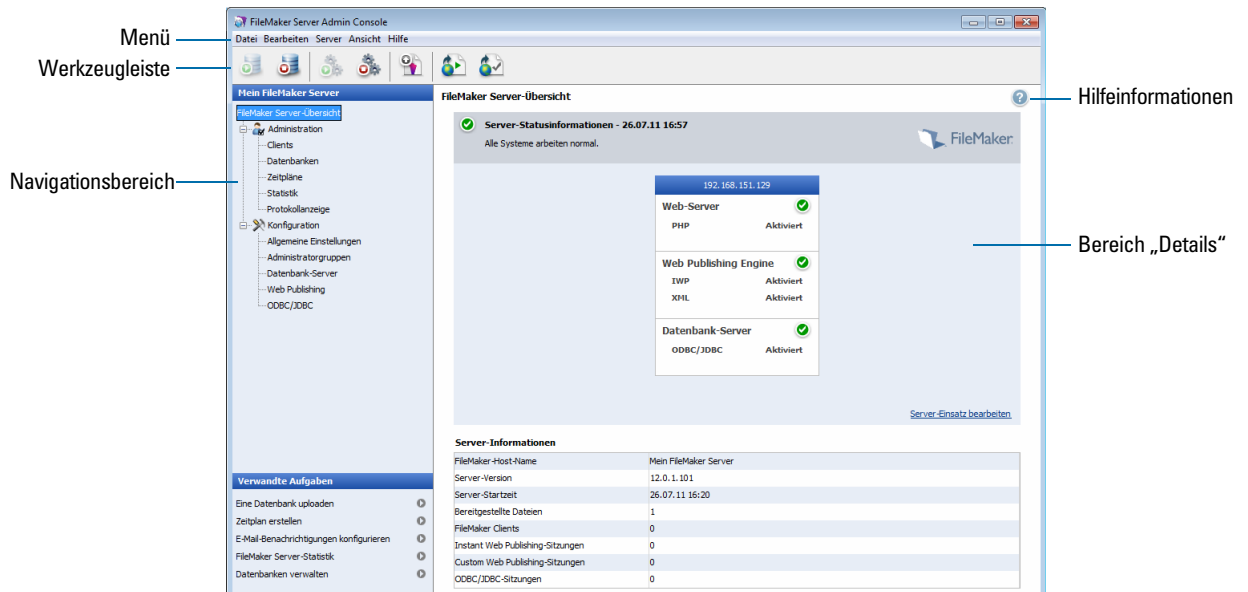 FileMaker Server Admin Console
Menü
Datei Bearbeiten Server Ansicht Hilfe
Werkzeugleiste
Mein FileMaker Server
FileMaker Server-Übersicht
Administration
Clients
Datenbanken
Zeitpläne
Statistik
Protokollanzeige
Konfiguration
Allgemeine Einstellungen
Administratorgruppen
Datenbank-Server
Web Publishing
ODBC/JDBC
Navigationsbereich
Verwandte Aufgaben
Eine Datenbank uploaden
Zeitplan erstellen
E-Mail-Benachrichtigungen konfigurieren
FileMaker Server-Statistik
Datenbanken verwalten
FileMaker Server-Übersicht
?
Hilfeinformationen
Server-Statusinformationen - 26.07.11 16:57
Alle Systeme arbeiten normal.
FileMaker
192.168.151.129
Web-Server
PHP Aktiviert
Web Publishing Engine
IWP Aktiviert
XML Aktiviert
Datenbank-Server
ODBC/JDBC Aktiviert
Bereich „Details“
Server-Einsatz bearbeiten
Server-Informationen
FileMaker-Host-Name Mein FileMaker Server
Server-Version 12.0.1.101
Server-Startzeit 26.07.11 16:20
Bereitgestellte Dateien 1
FileMaker Clients 0
Instant Web Publishing-Sitzungen 0
Custom Web Publishing-Sitzungen 0
ODBC/JDBC-Sitzungen 0